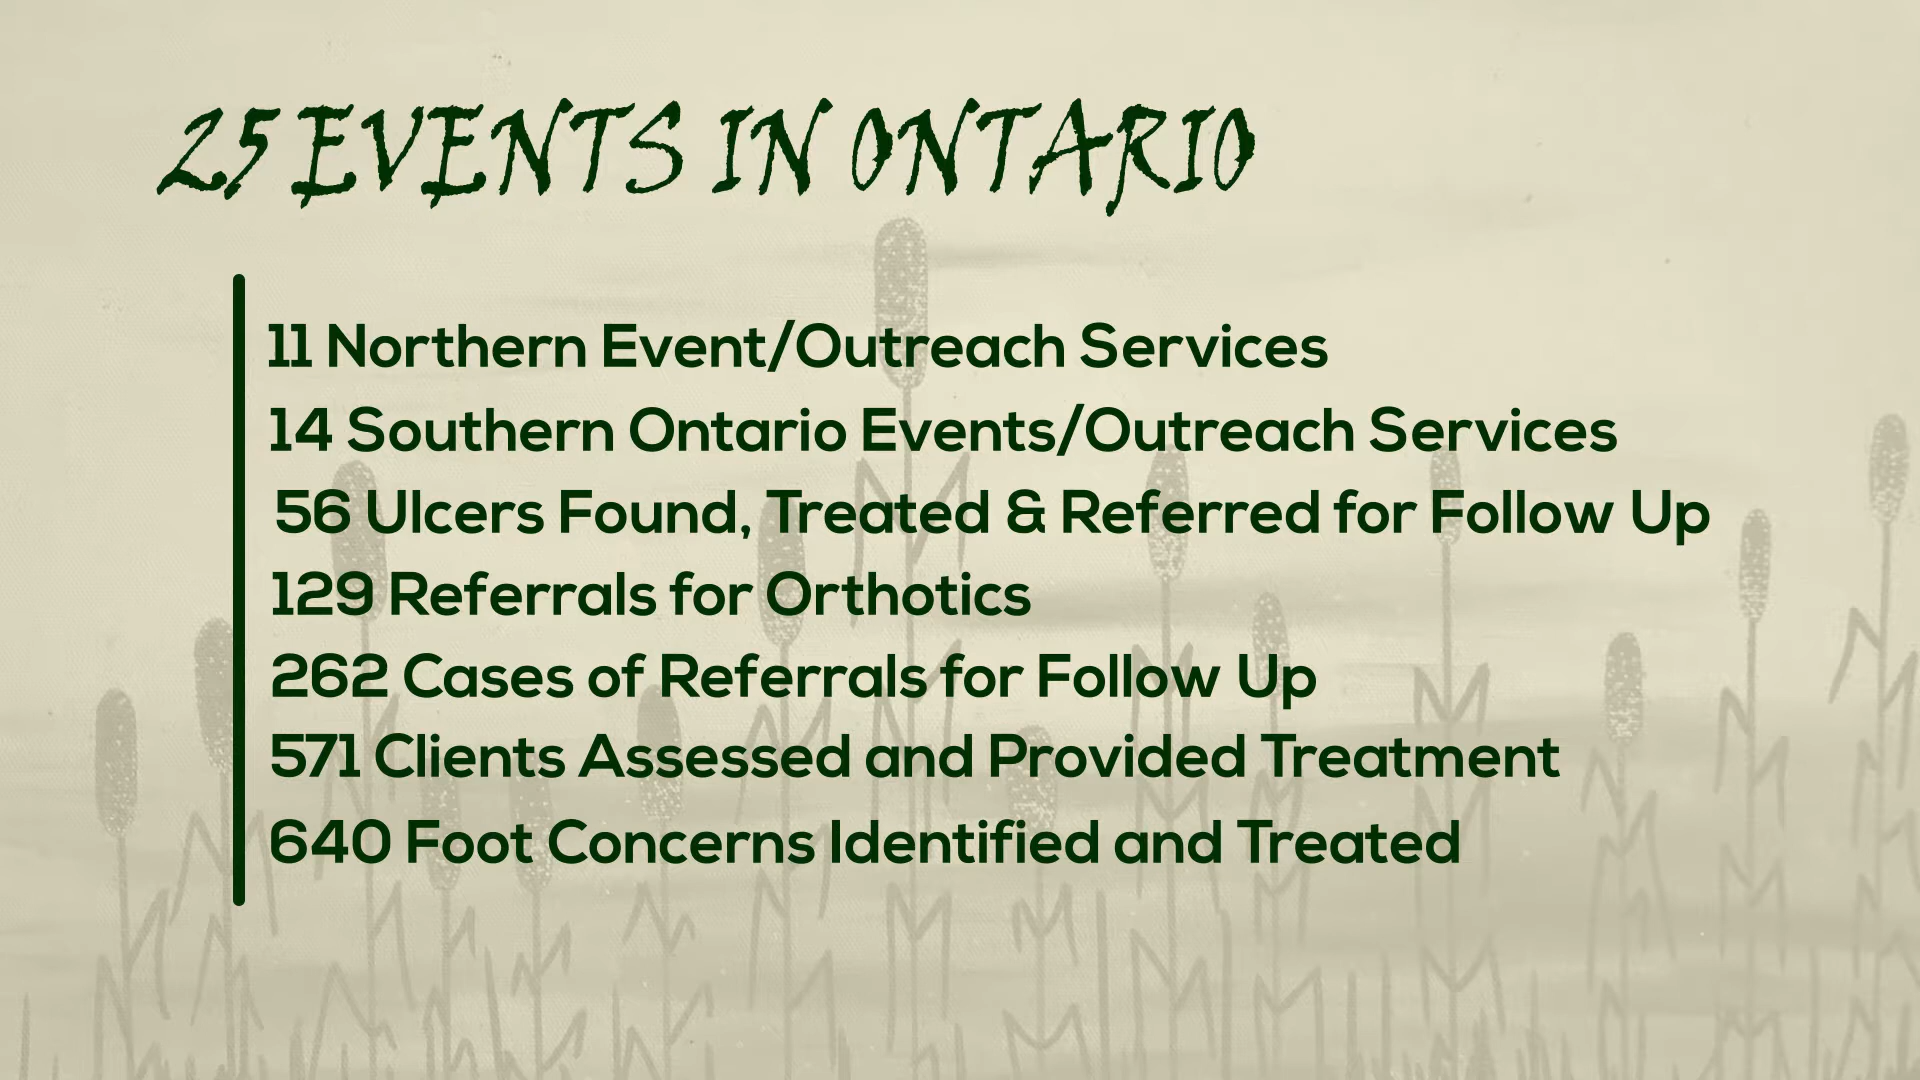 25 EVENTS IN ONTARIO
11 Northern Event/Outreach Services
14 Southern Ontario Events/Outreach Services
56 Ulcers Found, Treated & Referred for Follow Up
129 Referrals for Orthotics
262 Cases of Referrals for Follow Up
571 Clients Assessed and Provided Treatment
640 Foot Concerns Identified and Treated